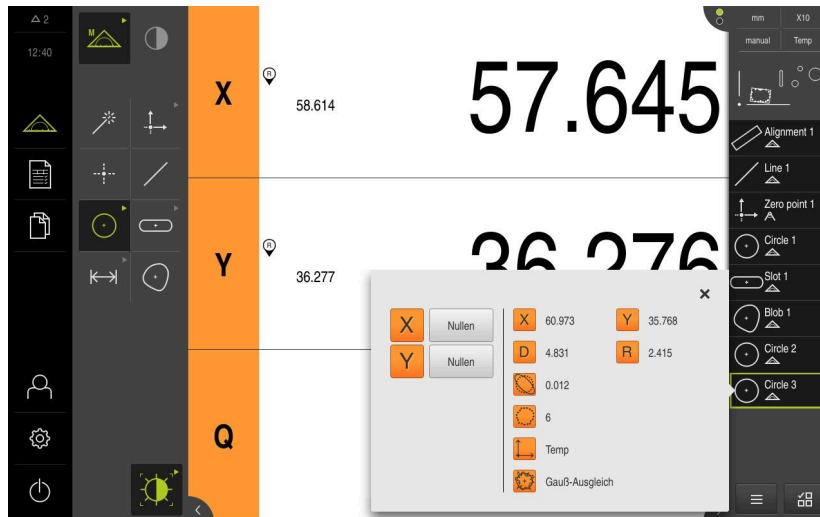 2
12:40
M
X
R
58.614
57.645
Y
R
36.277
36.276
Q
mm X10
manual Temp
Alignment 1
Line 1
Zero point 1
Circle 1
Slot 1
Blob 1
Circle 2
Circle 3
X Nullen
Y Nullen
X 60.973 Y 35.768
D 4.831 R 2.415
0.012
6
Temp
Gauß-Ausgleich